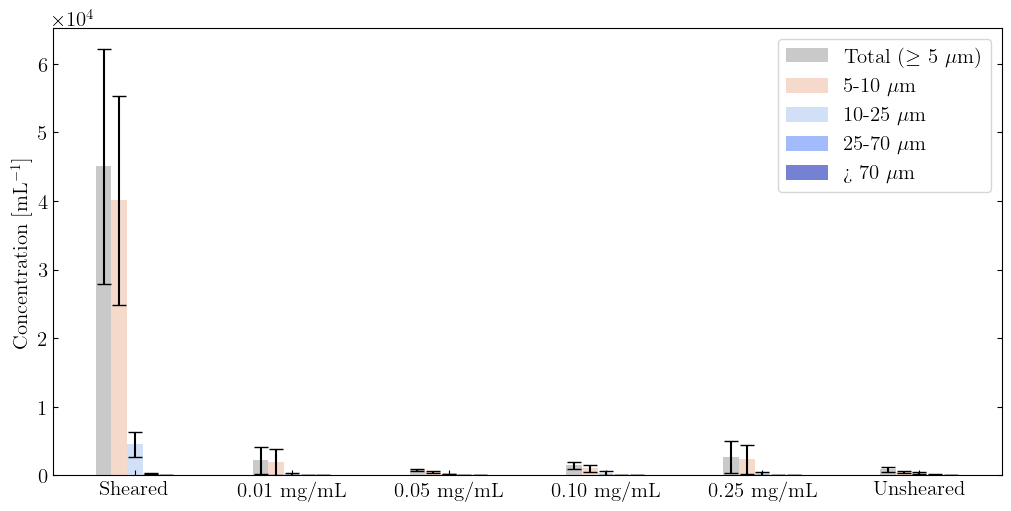 ×10⁴
6
5
4
3
2
1
0
Concentration [mL⁻¹]
Total (≥ 5 μm)
5-10 μm
10-25 μm
25-70 μm
¿ 70 μm
Sheared
0.01 mg/mL
0.05 mg/mL
0.10 mg/mL
0.25 mg/mL
Unsheared